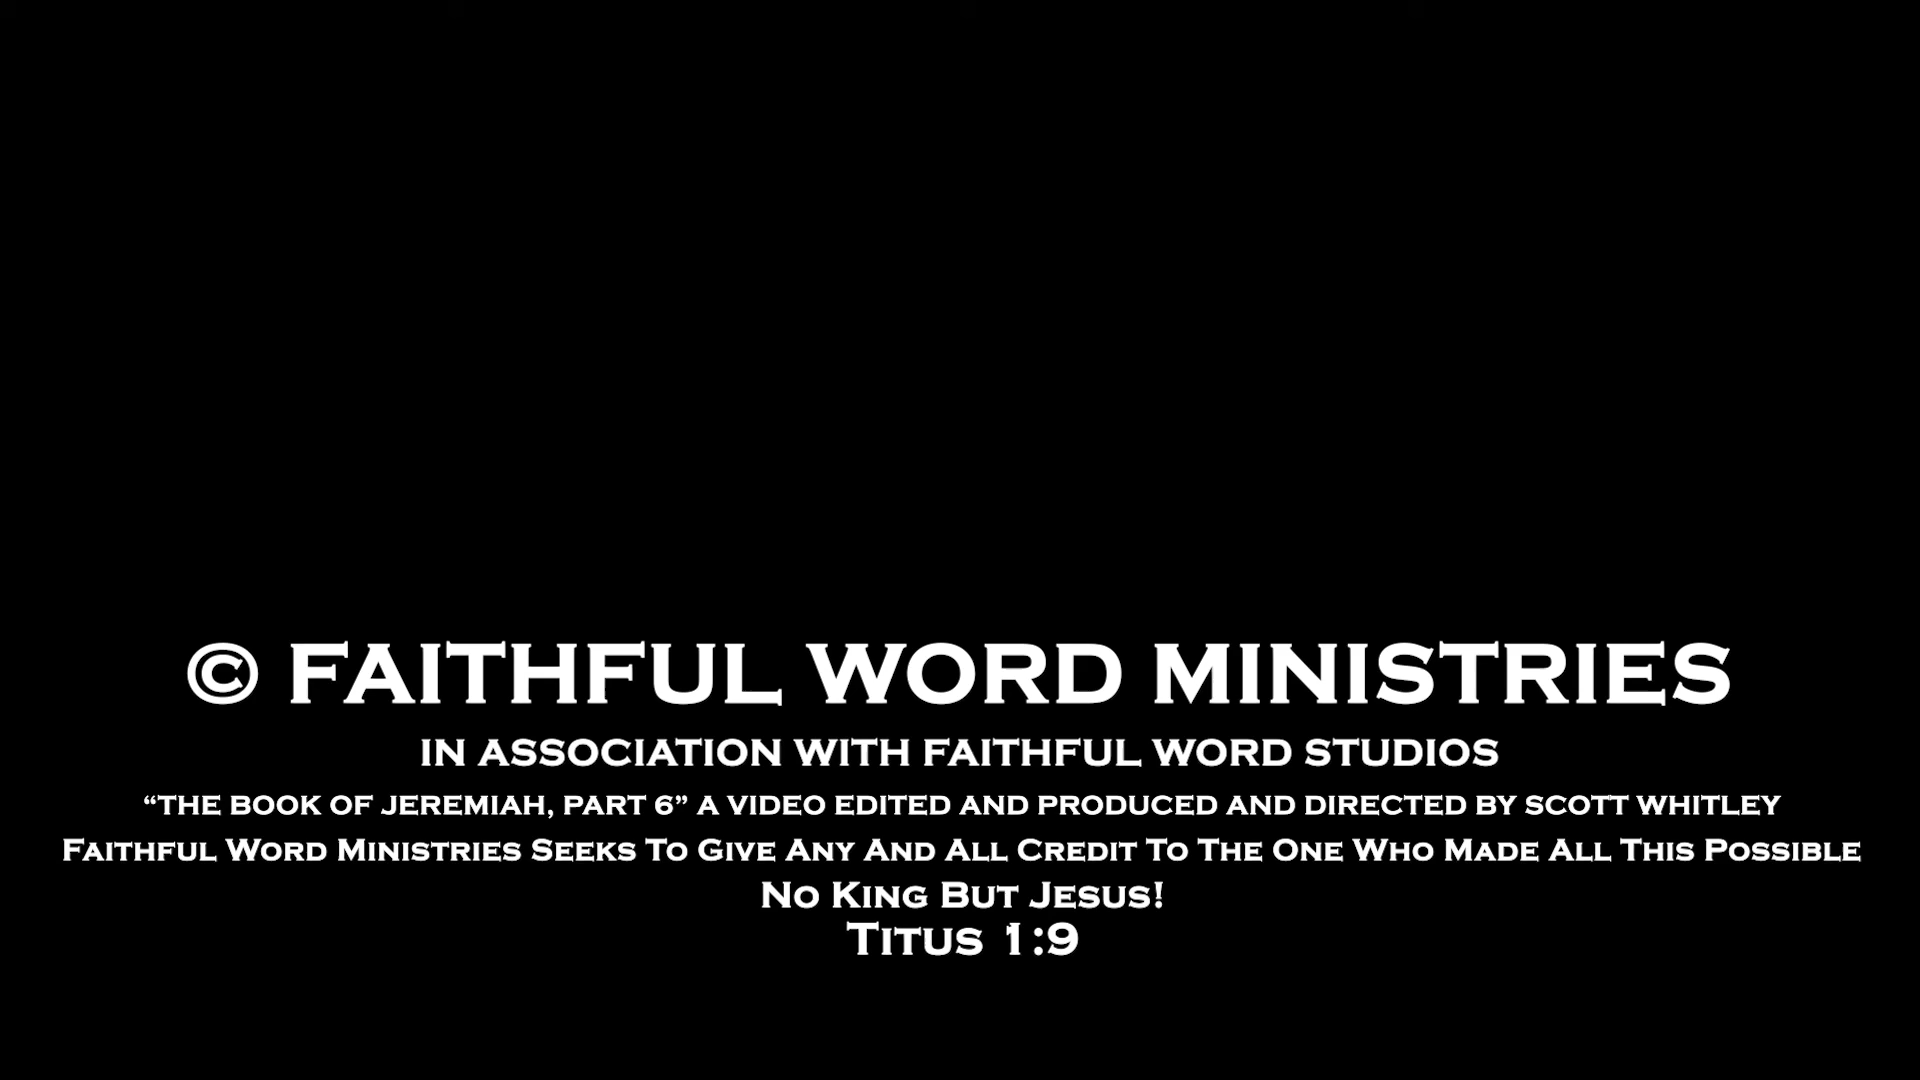 © FAITHFUL WORD MINISTRIES
IN ASSOCIATION WITH FAITHFUL WORD STUDIOS
“THE BOOK OF JEREMIAH, PART 6” A VIDEO EDITED AND PRODUCED AND DIRECTED BY SCOTT WHITLEY
Faithful Word Ministries Seeks To Give Any And All Credit To The One Who Made All This Possible
No King But Jesus!
Titus 1:9